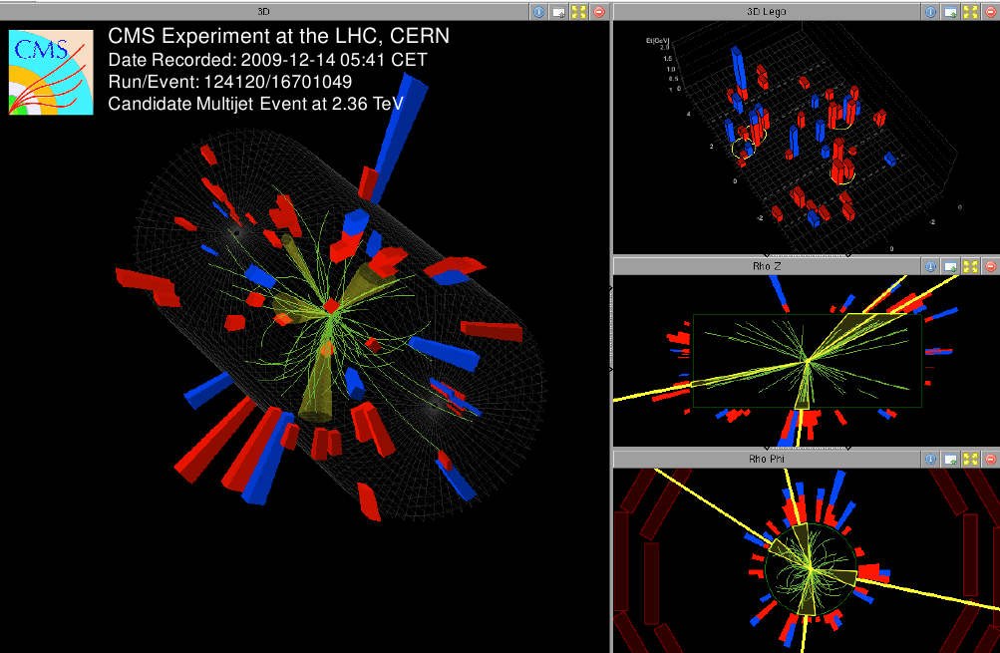 3D
CMS
CMS Experiment at the LHC, CERN
Date Recorded: 2009-12-14 05:41 CET
Run/Event: 124120/16701049
Candidate Multijet Event at 2.36 TeV
3D Lego
Et[GeV]
2.0
1.5
1.0
0.5
0
4
2
0
-2
-2
0
0
Rho Z
Rho Phi